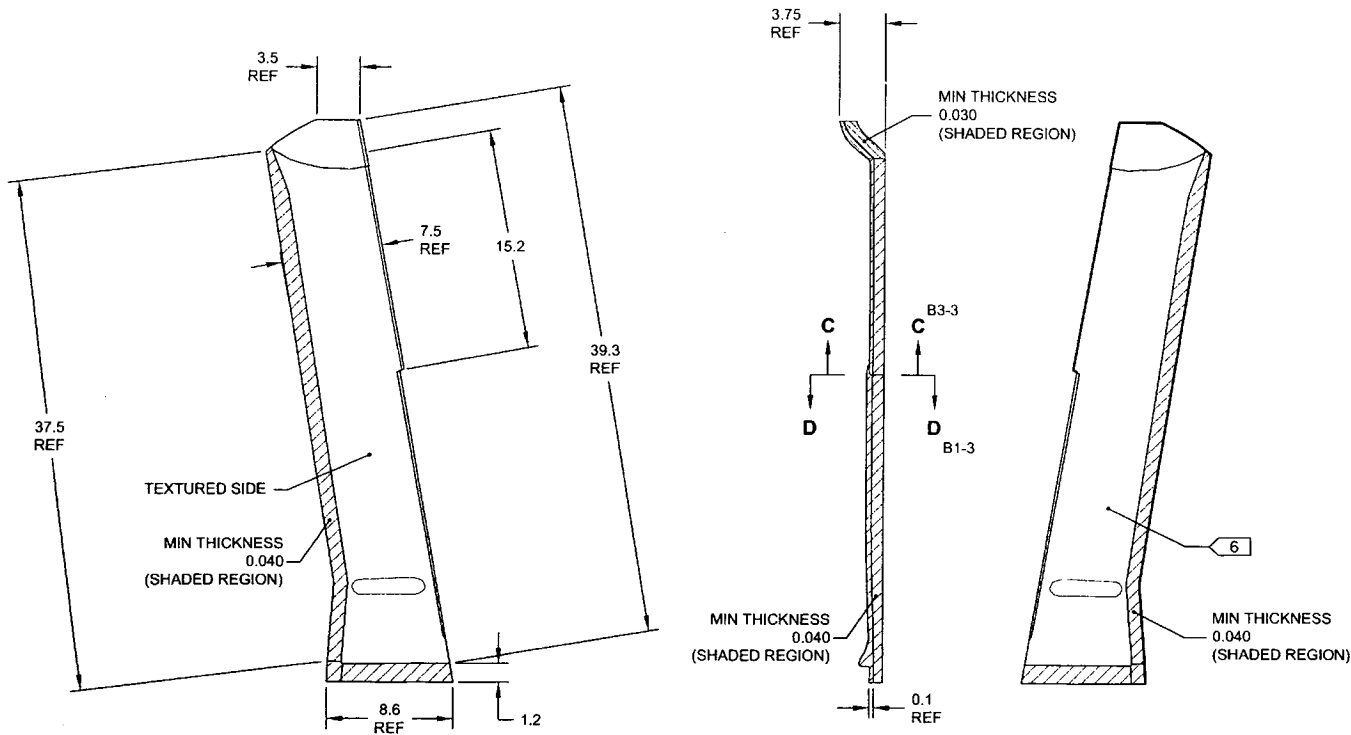 3.5
REF
3.75
REF
MIN THICKNESS
0.030
(SHADED REGION)
7.5
REF
15.2
39.3
REF
37.5
REF
C
C
B3-3
D
D
B1-3
TEXTURED SIDE
MIN THICKNESS
0.040
(SHADED REGION)
6
MIN THICKNESS
0.040
(SHADED REGION)
MIN THICKNESS
0.040
(SHADED REGION)
8.6
REF
1.2
0.1
REF